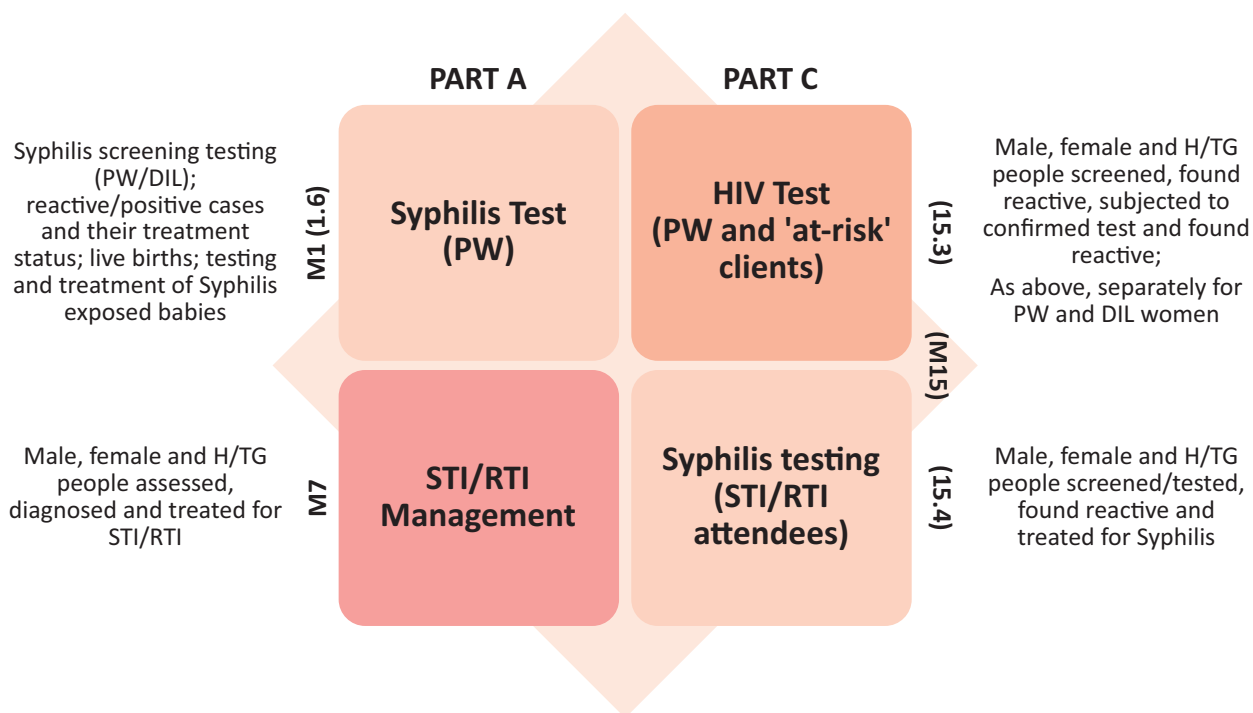 PART A
PART C
Syphilis screening testing
(PW/DIL);
reactive/positive cases
and their treatment
status; live births; testing
and treatment of Syphilis
exposed babies
M1 (1.6)
Syphilis Test
(PW)
HIV Test
(PW and 'at-risk'
clients)
(15.3)
Male, female and H/TG
people screened, found
reactive, subjected to
confirmed test and found
reactive;
As above, separately for
PW and DIL women
(M15)
Male, female and H/TG
people assessed,
diagnosed and treated for
STI/RTI
M7
STI/RTI
Management
Syphilis testing
(STI/RTI
attendees)
(15.4)
Male, female and H/TG
people screened/tested,
found reactive and
treated for Syphilis